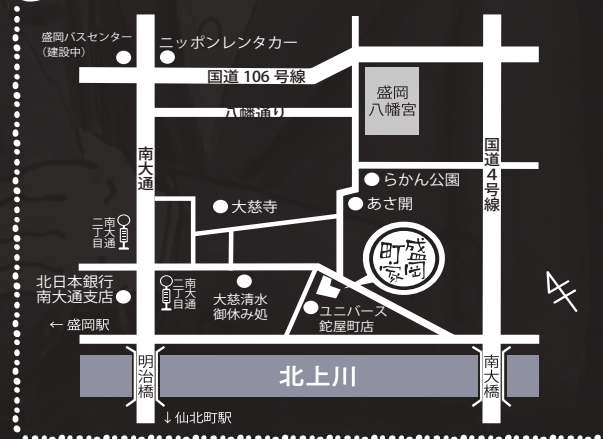 盛岡バスセンター
(建設中)
ニッポンレンタカー
国道 106 号線
盛岡
八幡宮
八幡通り
南大通
国道4号線
らかん公園
あさ開
大慈寺
南大通
二丁目
盛岡
町家
北日本銀行
南大通支店
南大通
二丁目
大慈清水
御休み処
ユニバース
鉈屋町店
← 盛岡駅
明治橋
北上川
南大橋
↓仙北町駅